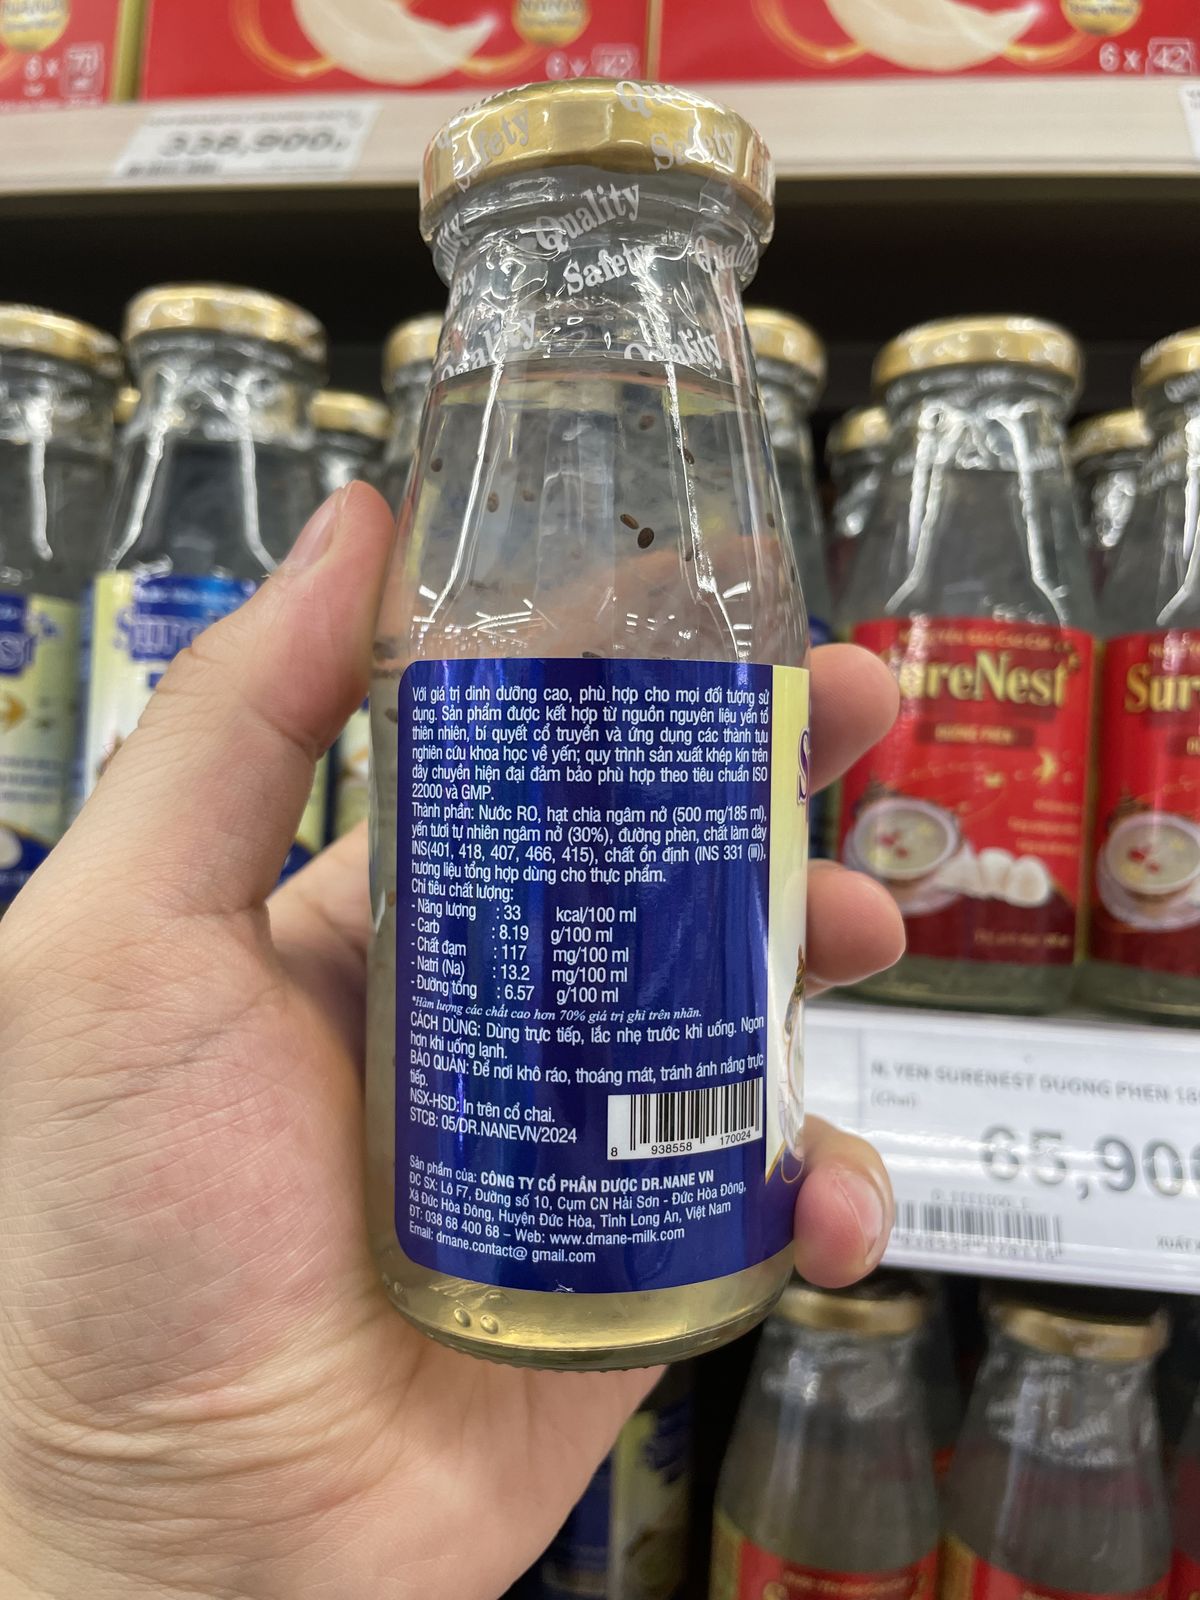 6 x 70
6 x 42
6 x 42
338,900
Quality
Safety
Safety
Quality
Safety
Quality
Quality
Với giá trị dinh dưỡng cao, phù hợp cho mọi đối tượng sử
dụng. Sản phẩm được kết hợp từ nguồn nguyên liệu yến tổ
thiên nhiên, bí quyết cổ truyền và ứng dụng các thành tựu
nghiên cứu khoa học về yến; quy trình sản xuất khép kín trên
dây chuyền hiện đại đảm bảo phù hợp theo tiêu chuẩn ISO
22000 và GMP.
Thành phần: Nước RO, hạt chia ngâm nở (500 mg/185 ml),
yến tươi tự nhiên ngâm nở (30%), đường phèn, chất làm dày
INS(401, 418, 407, 466, 415), chất ổn định (INS 331 (iii)),
hương liệu tổng hợp dùng cho thực phẩm.
Chỉ tiêu chất lượng:
- Năng lượng : 33 kcal/100 ml
- Carb : 8.19 g/100 ml
- Chất đạm : 117 mg/100 ml
- Natri (Na) : 13.2 mg/100 ml
- Đường tổng : 6.57 g/100 ml
*Hàm lượng các chất cao hơn 70% giá trị ghi trên nhãn.
CÁCH DÙNG: Dùng trực tiếp, lắc nhẹ trước khi uống. Ngon
hơn khi uống lạnh.
BẢO QUẢN: Để nơi khô ráo, thoáng mát, tránh ánh nắng trực
tiếp.
NSX-HSD: In trên cổ chai.
STCB: 05/DR.NANEVN/2024
8 938558 170024
Sản phẩm của: CÔNG TY CỔ PHẦN DƯỢC DR.NANE VN
ĐC SX: Lô F7, Đường số 10, Cụm CN Hải Sơn - Đức Hòa Đông,
Xã Đức Hòa Đông, Huyện Đức Hòa, Tỉnh Long An, Việt Nam
ĐT: 038 68 400 68 – Web: www.drnane-milk.com
Email: drnane.contact@ gmail.com
SureNest
ĐƯỜNG PHÈN
N. YEN SURENEST DUONG PHEN
(Chai)
65,90